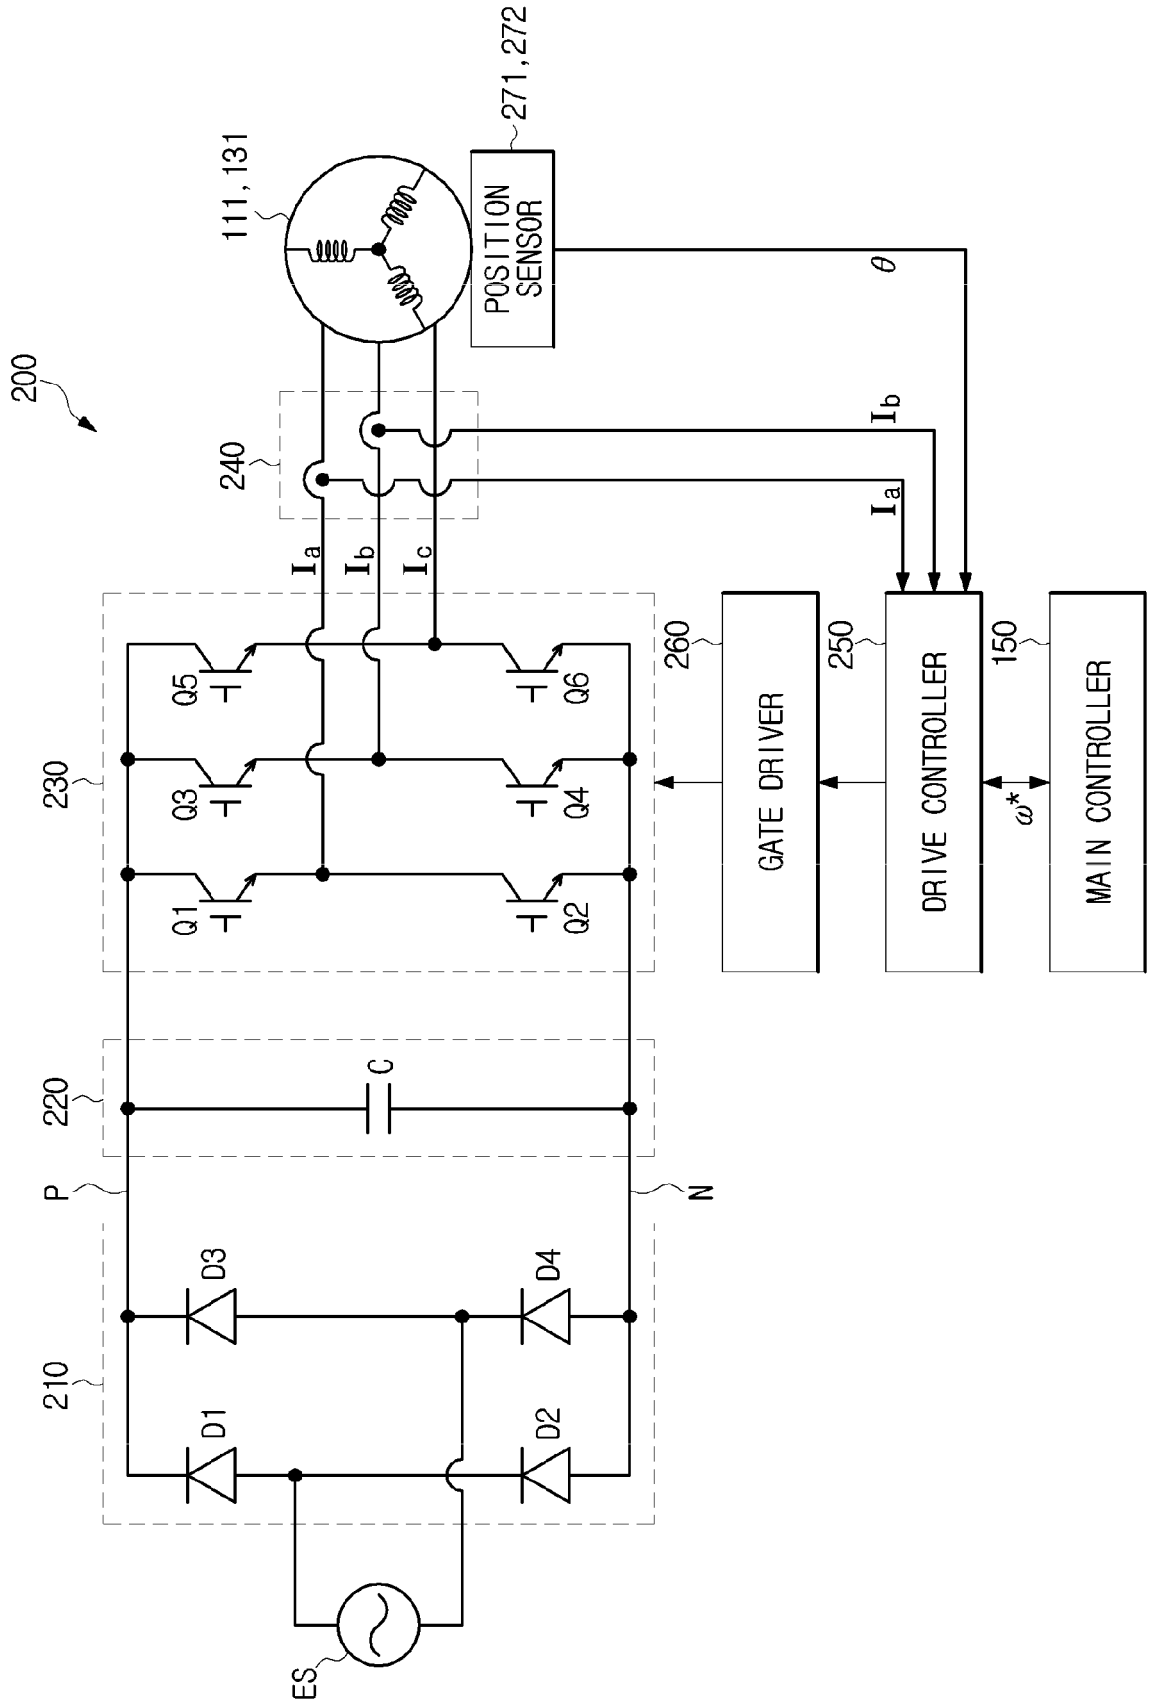 200
210
P
220
230
240
111, 131
D1
D3
C
Q1
Q3
Q5
Ia
Ib
Ic
ES
D2
D4
N
Q2
Q4
Q6
POSITION
SENSOR
271, 272
GATE DRIVER
260
DRIVE CONTROLLER
250
Ia
Ib
θ
ω*
MAIN CONTROLLER
150